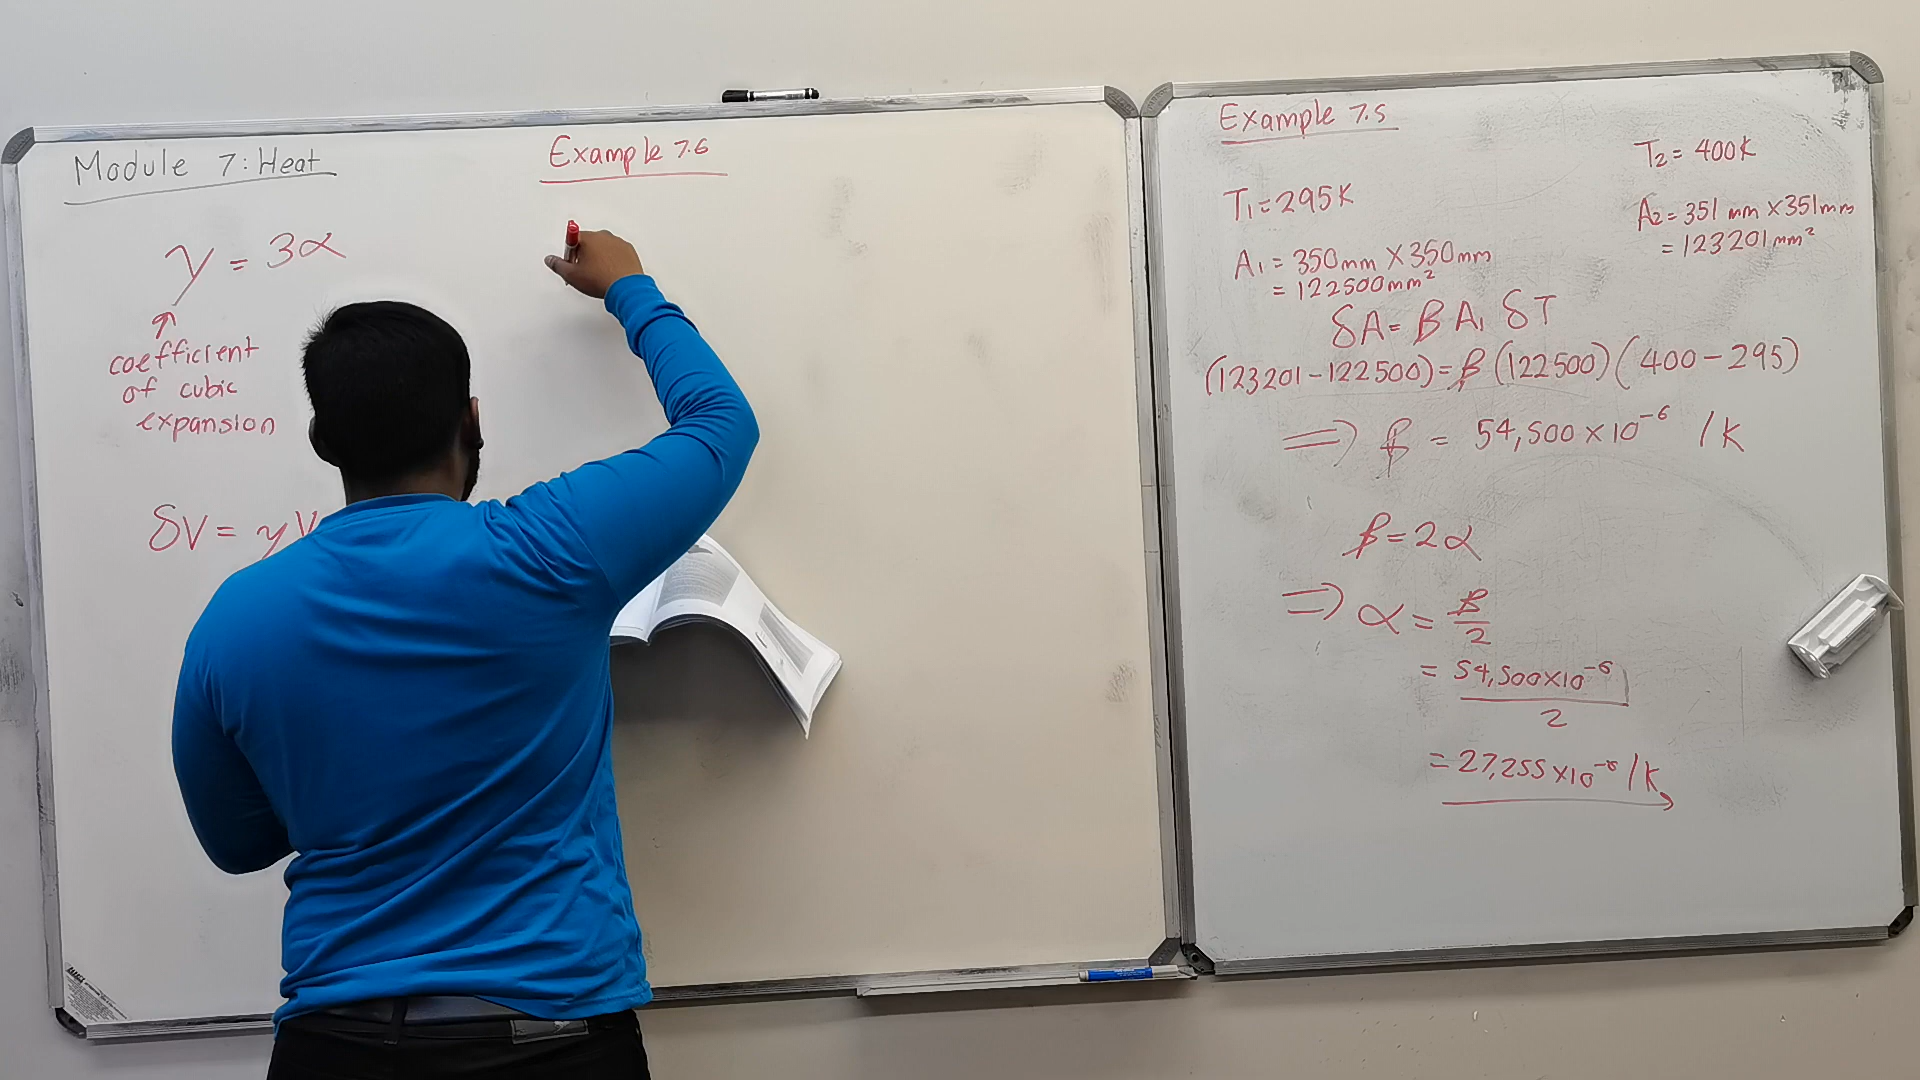 Module 7: Heat
γ = 3α
coefficient
of cubic
expansion
δV = γV
Example 7.6
Example 7.5
T₁ = 295K
T₂ = 400K
A₁ = 350mm × 350mm
= 122500mm²
A₂ = 351 mm × 351mm
= 123201mm²
δA = β A₁ δT
(123201 - 122500) = β (122500) (400 - 295)
⟹ β = 54,500 × 10⁻⁶ /K
β = 2α
⟹ α = β/2
= 54,500×10⁻⁶ / 2
= 27,255 ×10⁻⁶ /K